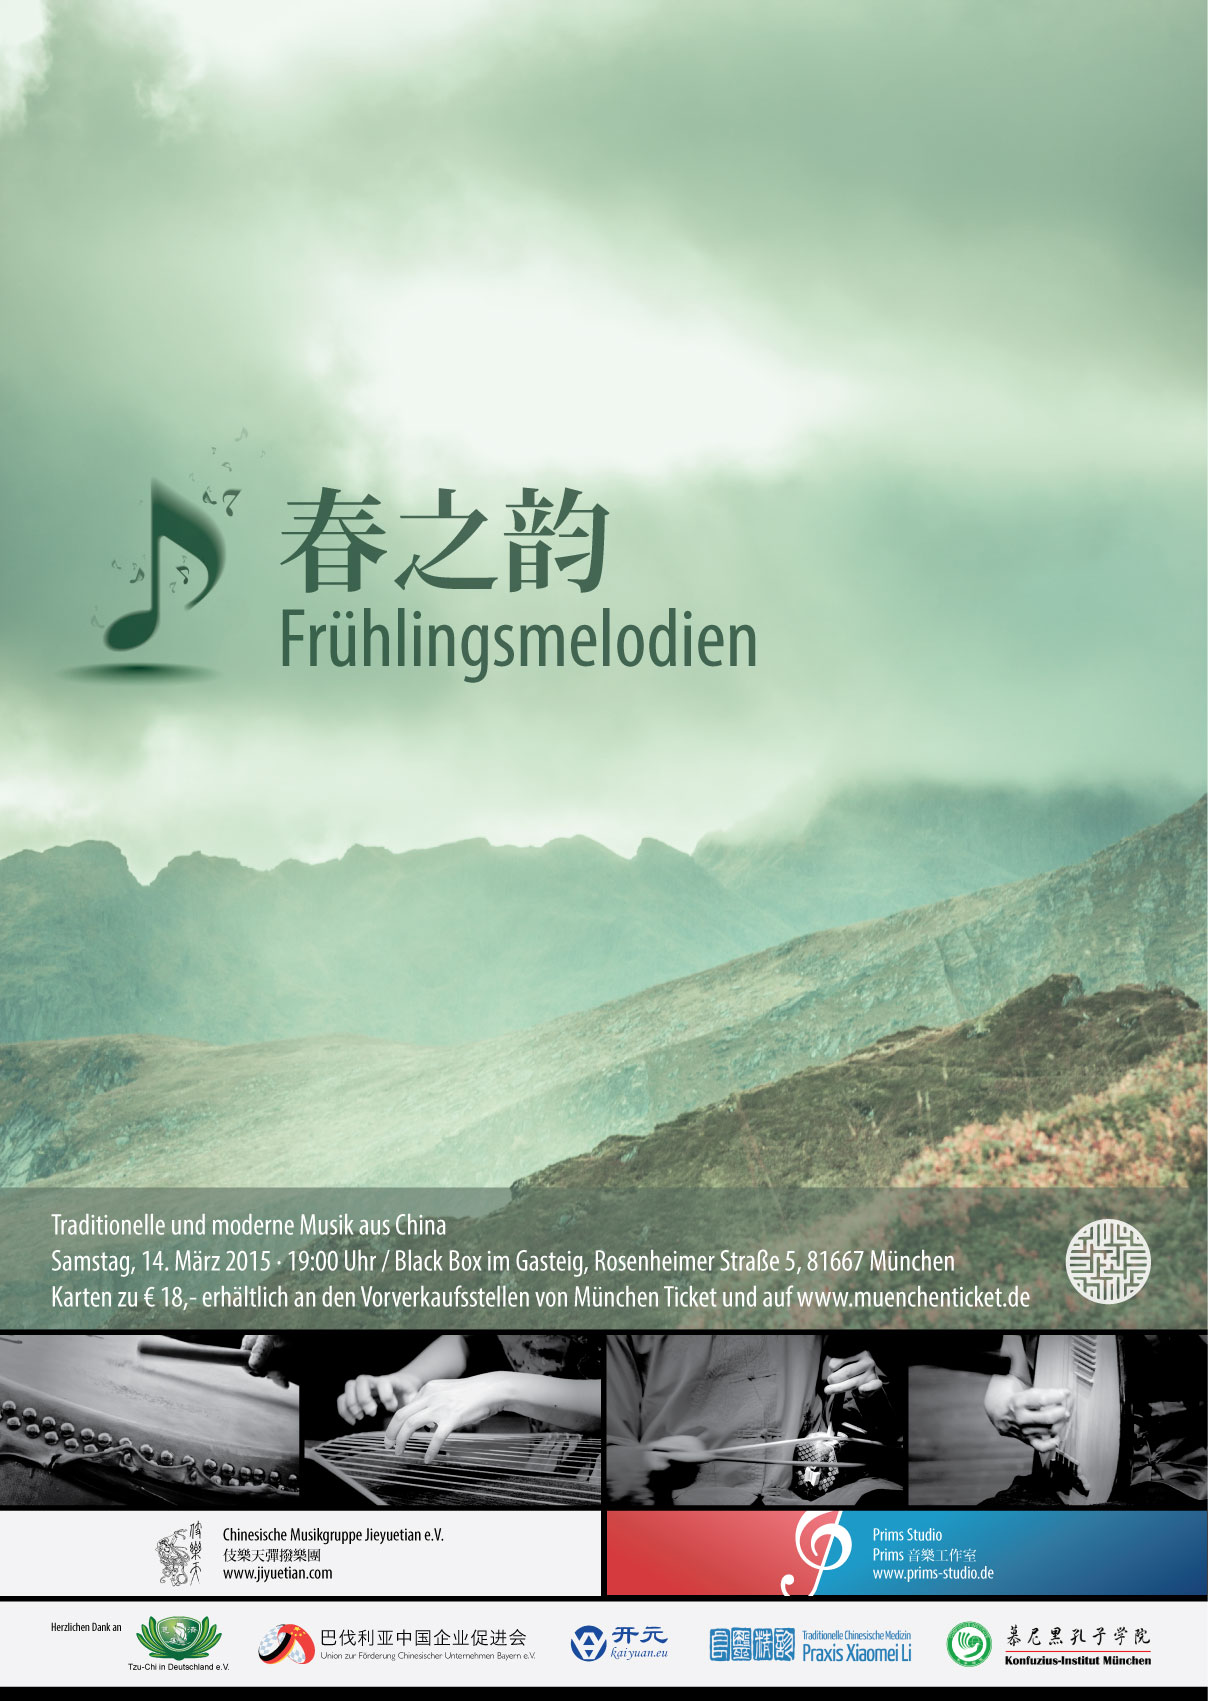 春之韵
Frühlingsmelodien
Traditionelle und moderne Musik aus China
Samstag, 14. März 2015 · 19:00 Uhr / Black Box im Gasteig, Rosenheimer Straße 5, 81667 München
Karten zu € 18,- erhältlich an den Vorverkaufsstellen von München Ticket und auf www.muenchenticket.de
伎樂天
Chinesische Musikgruppe Jieyuetian e.V.
伎樂天彈撥樂團
www.jiyuetian.com
Prims Studio
Prims 音樂工作室
www.prims-studio.de
Herzlichen Dank an
Tzu-Chi in Deutschland e.V.
巴伐利亚中国企业促进会
Union zur Förderung Chinesischer Unternehmen Bayern e.V.
开元
kaiyuan.eu
Traditionelle Chinesische Medizin
Praxis Xiaomei Li
慕尼黑孔子学院
Konfuzius-Institut München